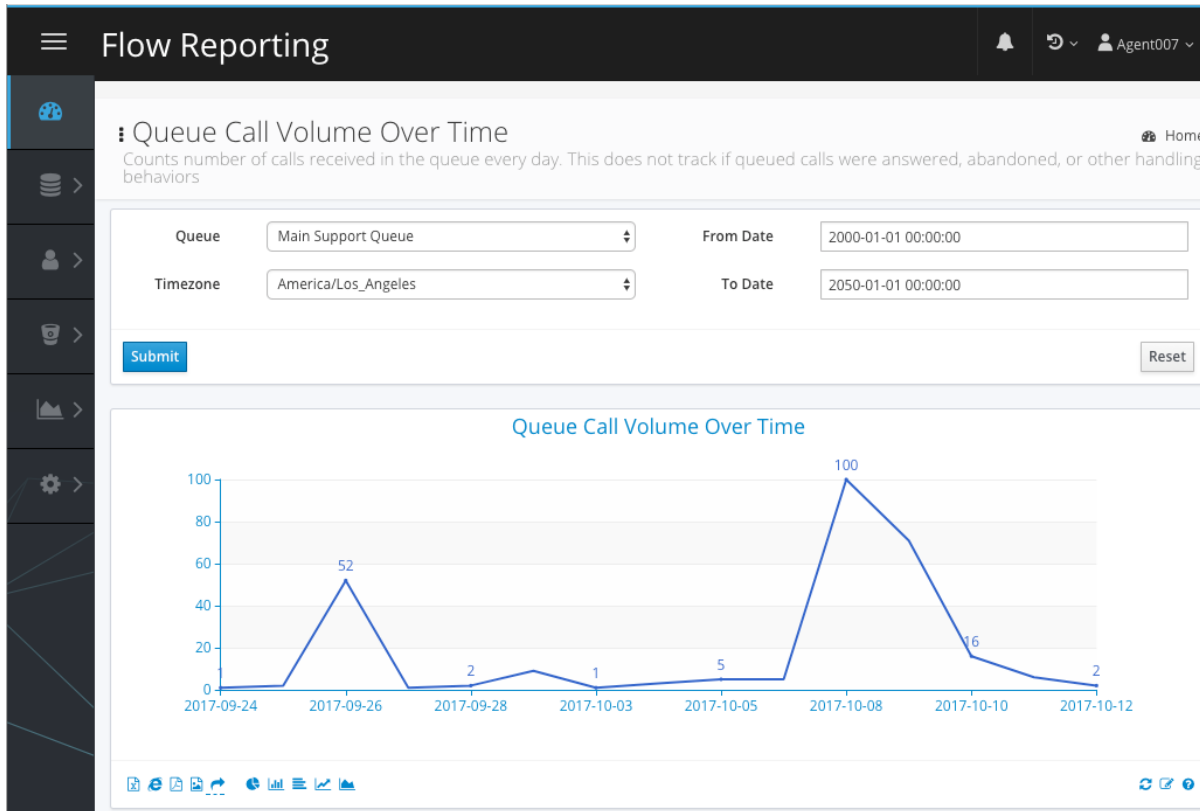 Flow Reporting
Agent007
Queue Call Volume Over Time
Home
Counts number of calls received in the queue every day. This does not track if queued calls were answered, abandoned, or other handling
behaviors
Queue
Main Support Queue
From Date
2000-01-01 00:00:00
Timezone
America/Los_Angeles
To Date
2050-01-01 00:00:00
Submit
Reset
Queue Call Volume Over Time
100
80
60
40
20
0
1
52
2
1
5
100
16
2
2017-09-24
2017-09-26
2017-09-28
2017-10-03
2017-10-05
2017-10-08
2017-10-10
2017-10-12